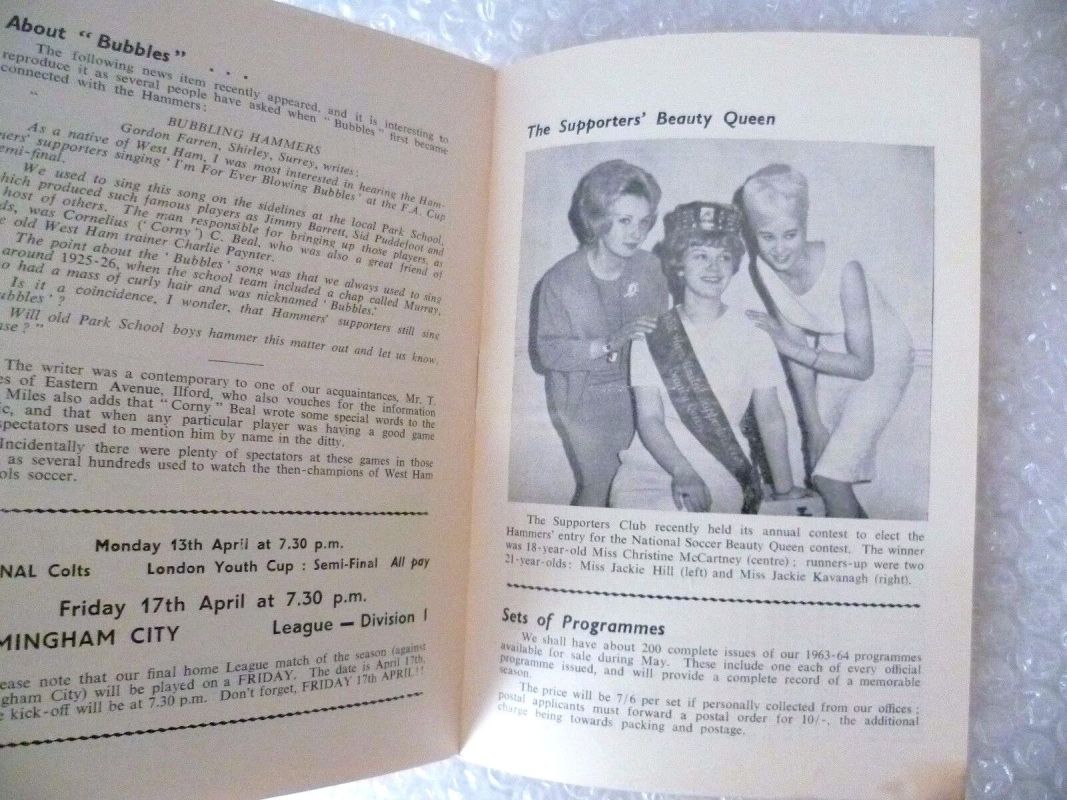 About "Bubbles" . . .
The following news item recently appeared, and it is interesting to
reproduce it as several people have asked when "Bubbles" first became
connected with the Hammers:
"
BUBBLING HAMMERS
Gordon Farren, Shirley, Surrey, writes:
As a native of West Ham, I was most interested in hearing the Ham-
mers' supporters singing 'I'm For Ever Blowing Bubbles' at the F.A. Cup
semi-final.
We used to sing this song on the sidelines at the local Park School,
which produced such famous players as Jimmy Barrett, Sid Puddefoot and
host of others. The man responsible for bringing up those players, as
ds, was Cornelius ('Corny') C. Beal, who was also a great friend of
e old West Ham trainer Charlie Paynter.
The point about the 'Bubbles' song was that we always used to sing
around 1925-26, when the school team included a chap called Murray,
o had a mass of curly hair and was nicknamed 'Bubbles.'
Is it a coincidence, I wonder, that Hammers' supporters still sing
ubbles'?
Will old Park School boys hammer this matter out and let us know,
ase?"
The writer was a contemporary to one of our acquaintances, Mr. T.
es of Eastern Avenue, Ilford, who also vouches for the information
Miles also adds that "Corny" Beal wrote some special words to the
ic, and that when any particular player was having a good game
spectators used to mention him by name in the ditty.
Incidentally there were plenty of spectators at these games in those
as several hundreds used to watch the then-champions of West Ham
ols soccer.
Monday 13th April at 7.30 p.m.
NAL Colts London Youth Cup : Semi-Final All pay
Friday 17th April at 7.30 p.m.
MINGHAM CITY League — Division I
ease note that our final home League match of the season (against
ngham City) will be played on a FRIDAY. The date is April 17th,
e kick-off will be at 7.30 p.m. Don't forget, FRIDAY 17th APRIL!!
The Supporters' Beauty Queen
The Supporters Club recently held its annual contest to elect the
Hammers' entry for the National Soccer Beauty Queen contest. The winner
was 18-year-old Miss Christine McCartney (centre); runners-up were two
21-year-olds: Miss Jackie Hill (left) and Miss Jackie Kavanagh (right).
Sets of Programmes
We shall have about 200 complete issues of our 1963-64 programmes
available for sale during May. These include one each of every official
programme issued, and will provide a complete record of a memorable
season.
The price will be 7/6 per set if personally collected from our offices;
postal applicants must forward a postal order for 10/-, the additional
charge being towards packing and postage.